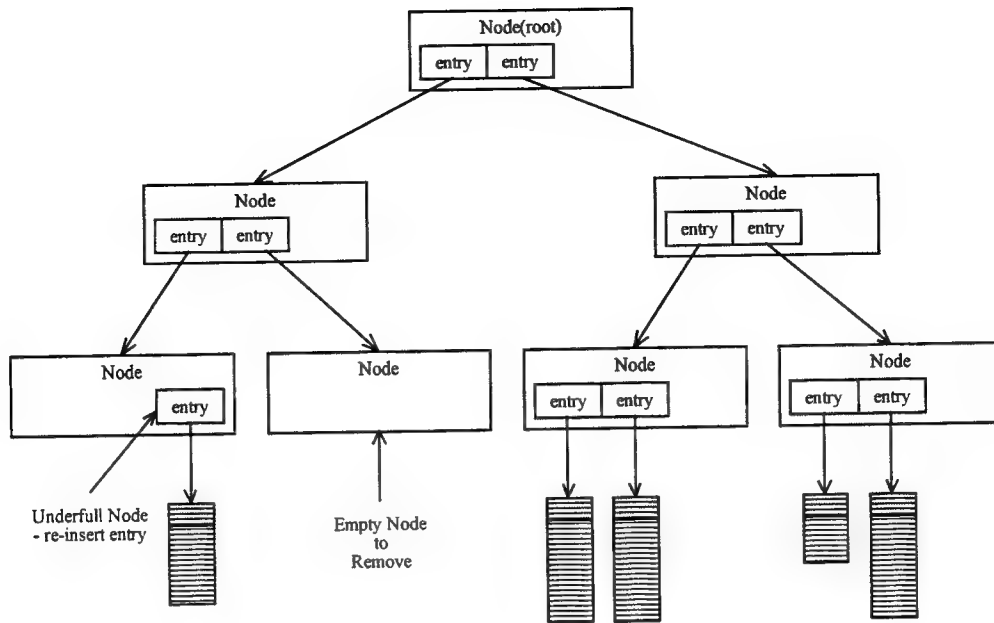 Node(root)
entry entry
Node
entry entry
Node
entry entry
Node
entry
Node
Node
entry entry
Node
entry entry
Underfull Node
- re-insert entry
Empty Node
to
Remove